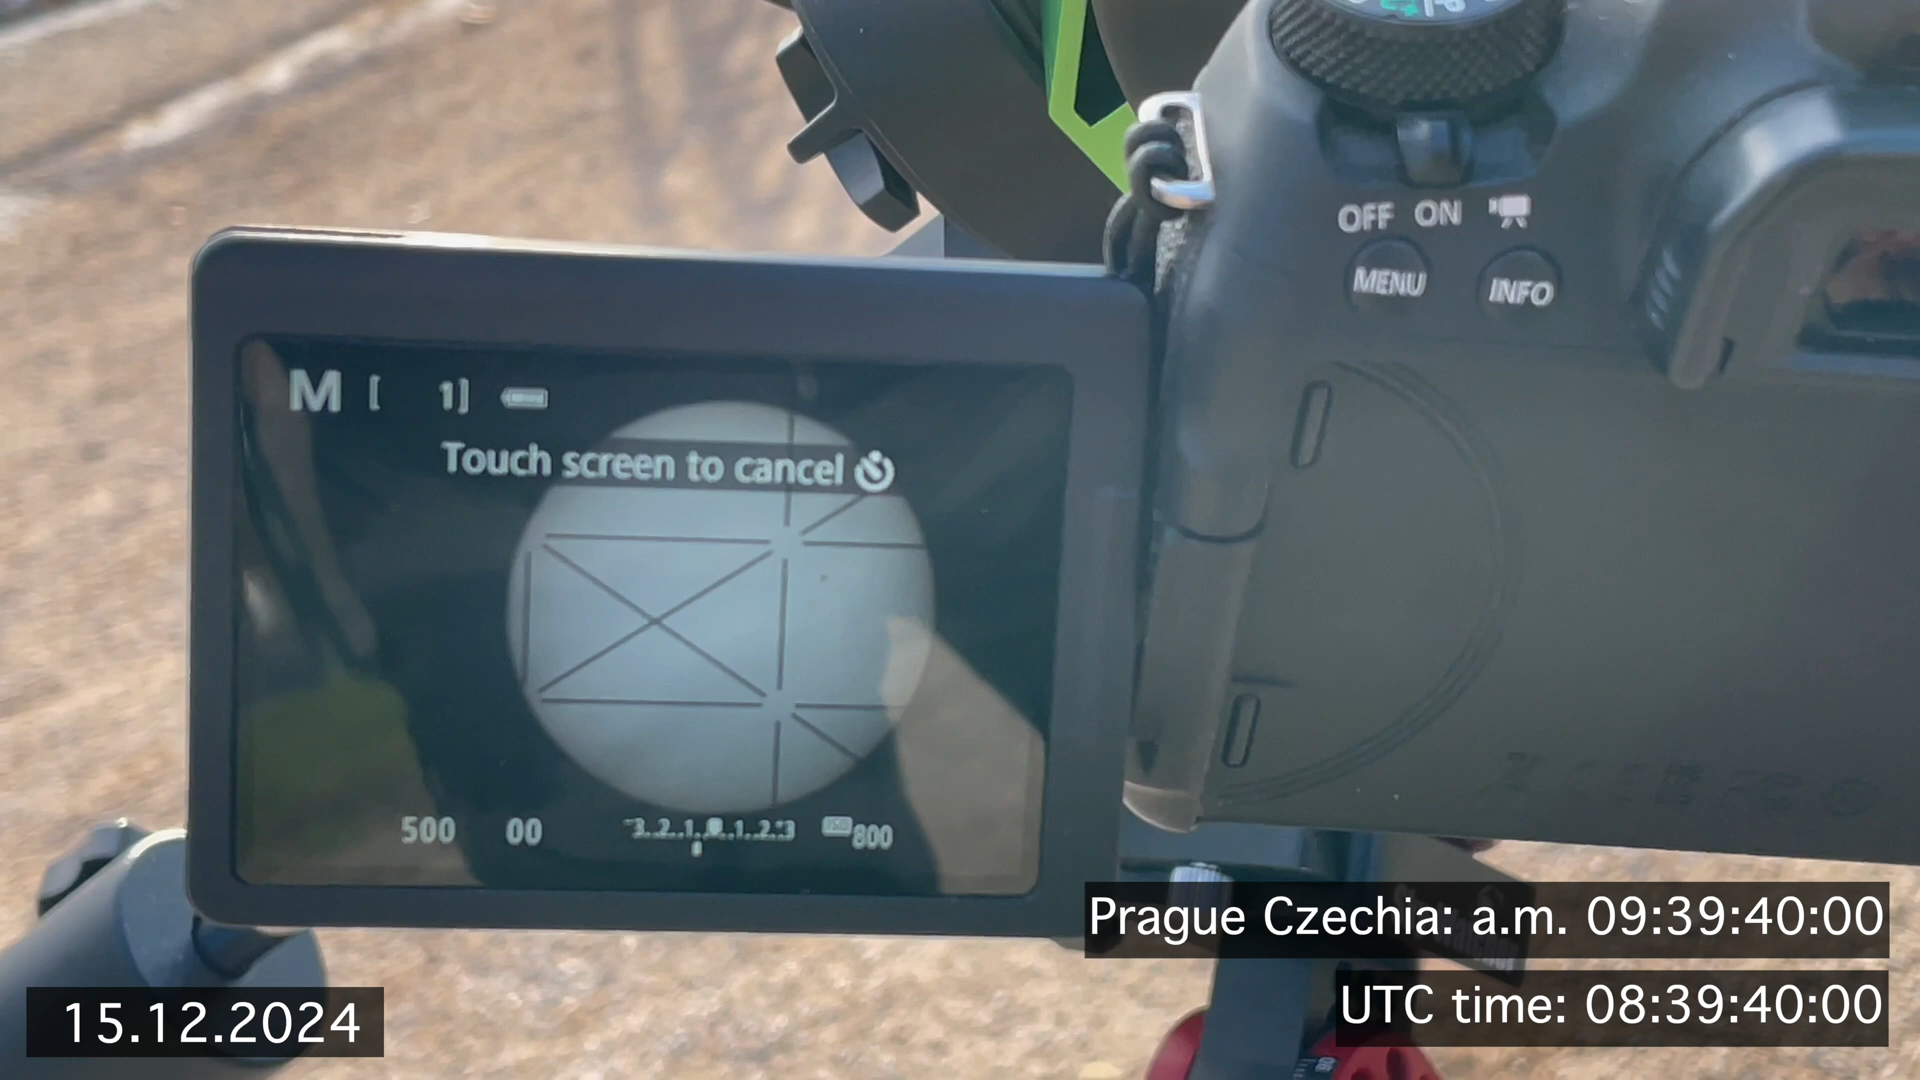 OFF ON
MENU INFO
M [ 1]
Touch screen to cancel
500 00 -3..2..1..0..1..2..+3 ISO 800
Prague Czechia: a.m. 09:39:40:00
UTC time: 08:39:40:00
15.12.2024